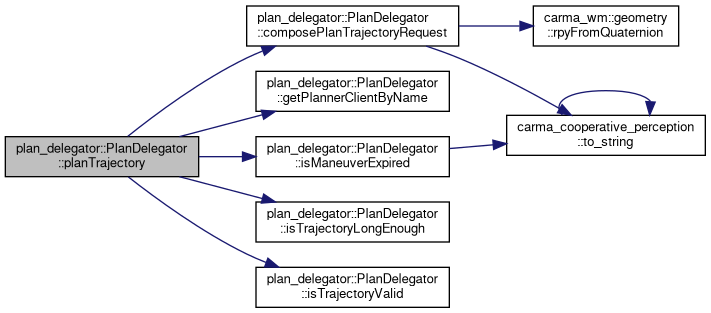 plan_delegator::PlanDelegator
::planTrajectory
plan_delegator::PlanDelegator
::composePlanTrajectoryRequest
plan_delegator::PlanDelegator
::getPlannerClientByName
plan_delegator::PlanDelegator
::isManeuverExpired
plan_delegator::PlanDelegator
::isTrajectoryLongEnough
plan_delegator::PlanDelegator
::isTrajectoryValid
carma_wm::geometry
::rpyFromQuaternion
carma_cooperative_perception
::to_string